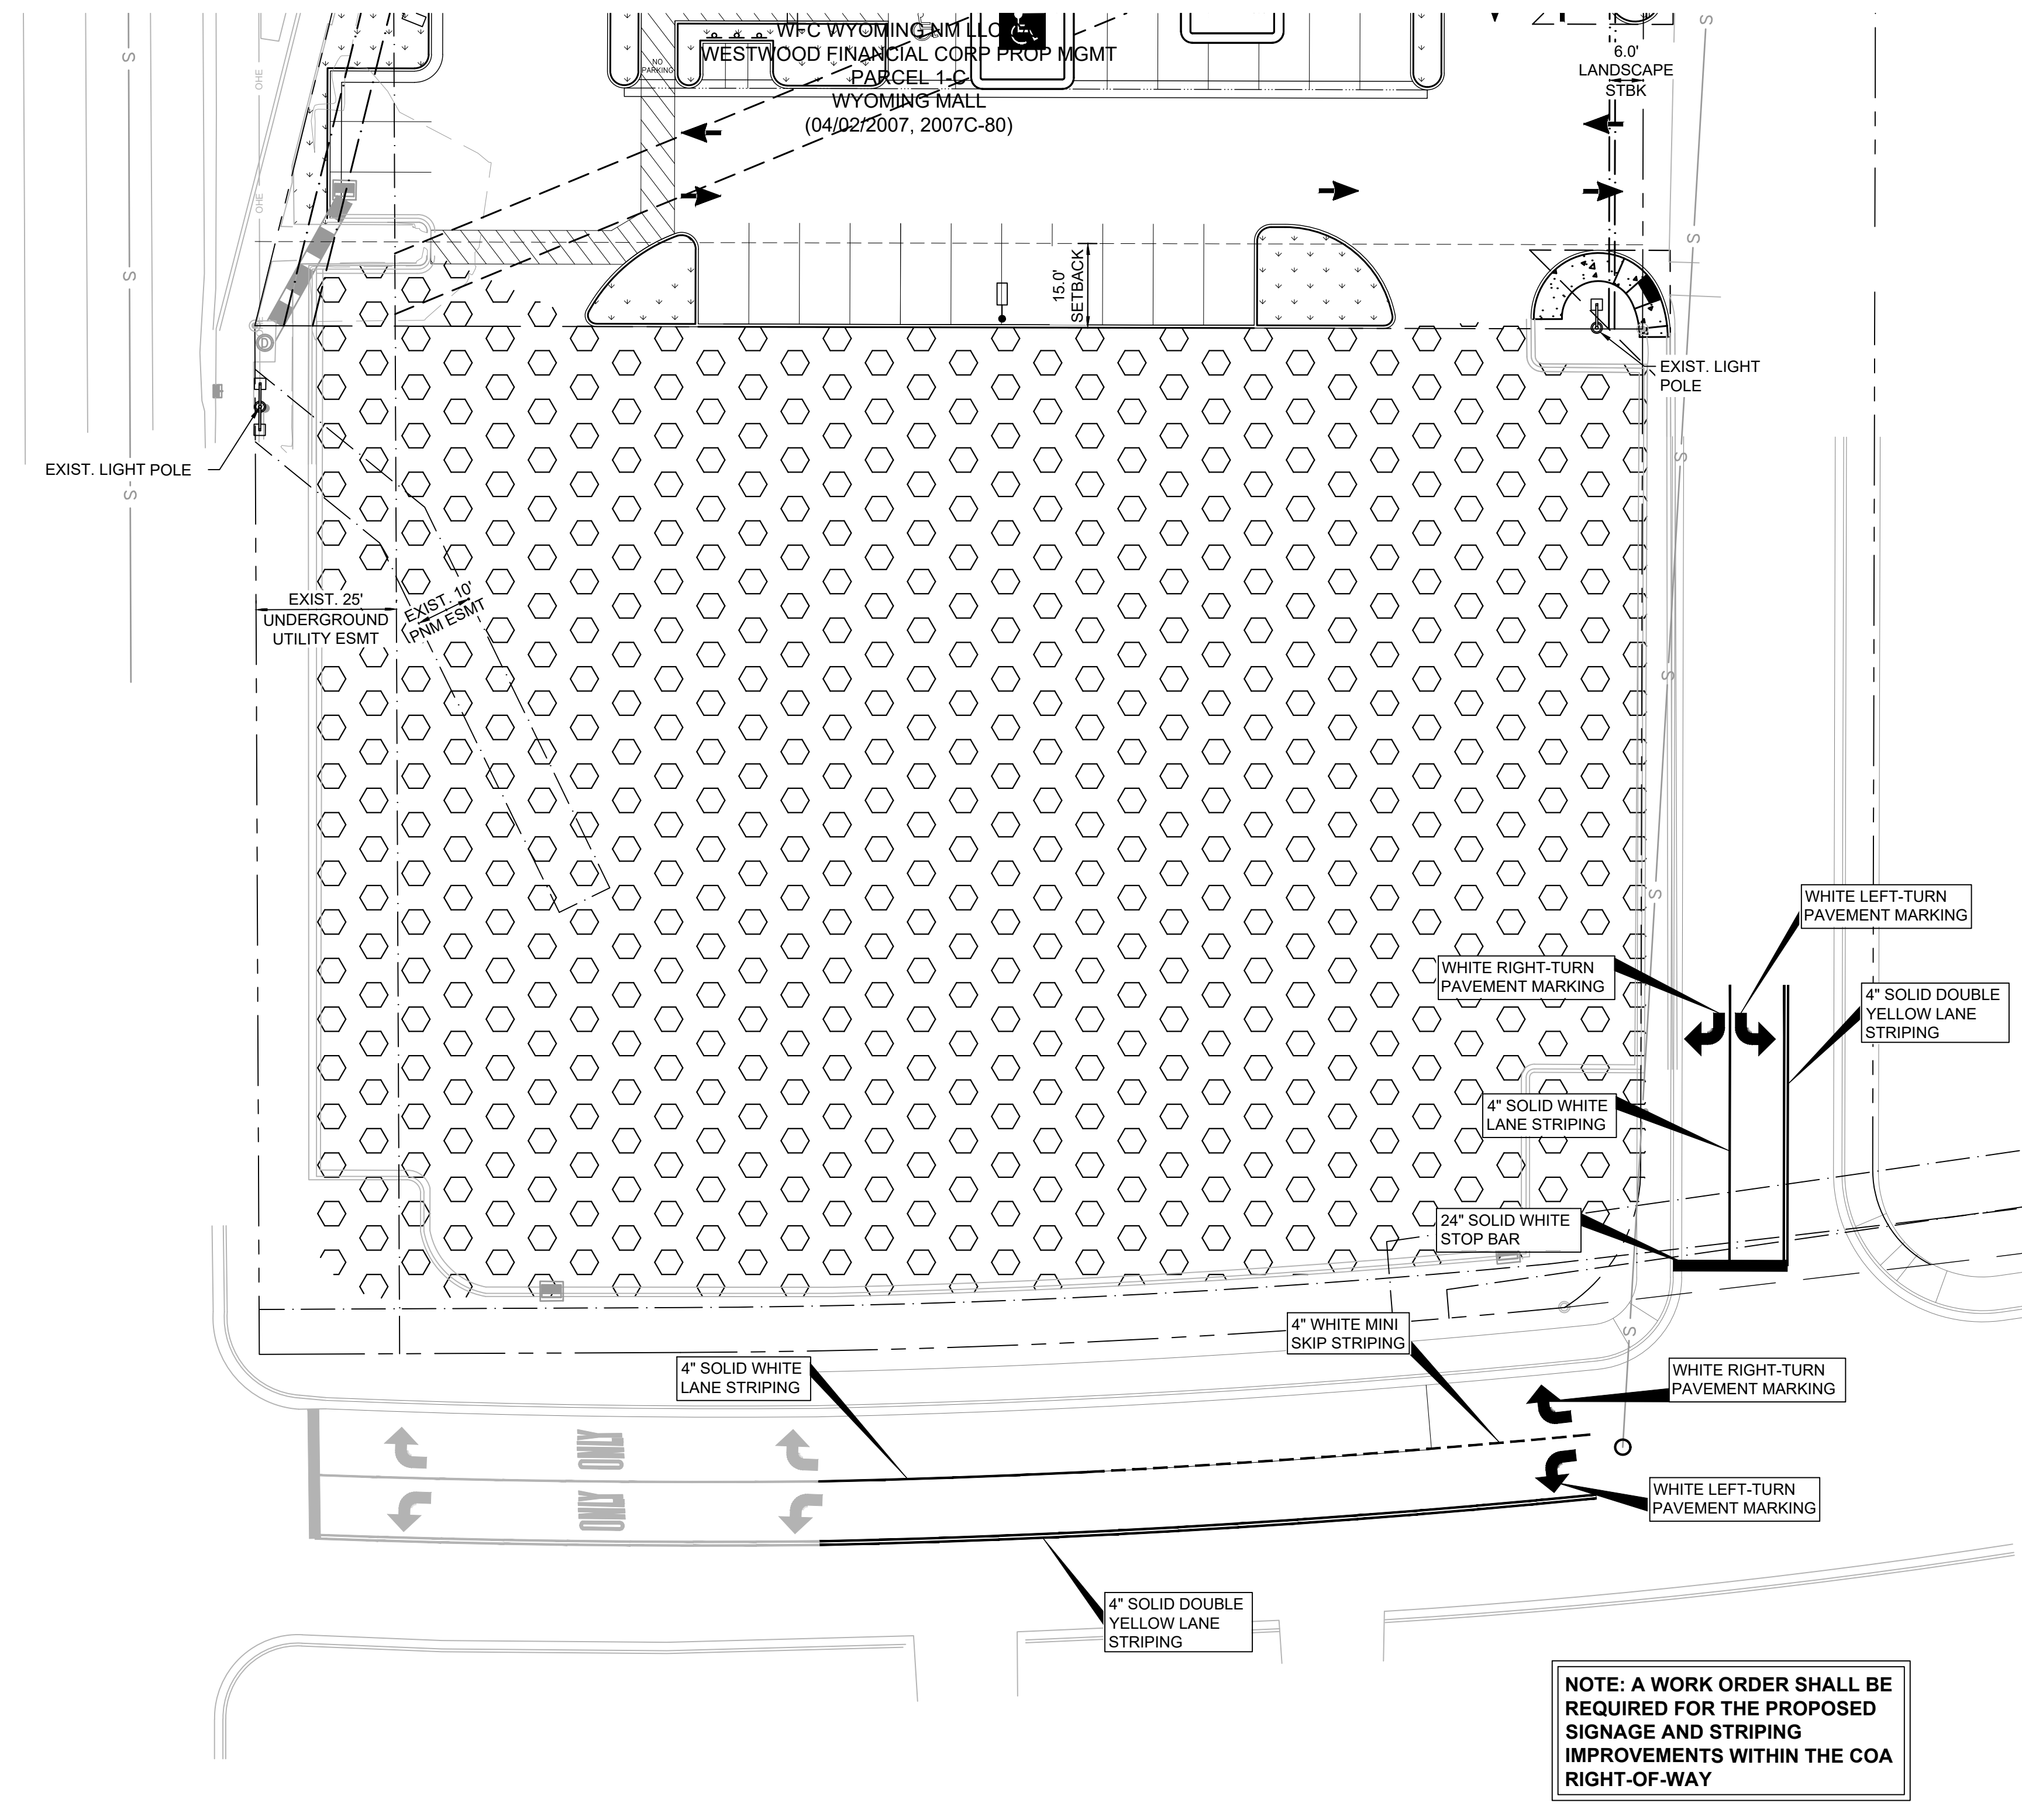 WFC WYOMING NM LLC
WESTWOOD FINANCIAL CORP PROP MGMT
PARCEL 1-C
WYOMING MALL
(04/02/2007, 2007C-80)
NO
PARKING
6.0'
LANDSCAPE
STBK
OHE
OHE
S
S
S
S
S
S
S
S
S
S
15.0'
SETBACK
EXIST. LIGHT
POLE
EXIST. LIGHT POLE
EXIST. 25'
UNDERGROUND
UTILITY ESMT
EXIST. 10'
PNM ESMT
WHITE LEFT-TURN
PAVEMENT MARKING
WHITE RIGHT-TURN
PAVEMENT MARKING
4" SOLID DOUBLE
YELLOW LANE
STRIPING
4" SOLID WHITE
LANE STRIPING
24" SOLID WHITE
STOP BAR
4" WHITE MINI
SKIP STRIPING
4" SOLID WHITE
LANE STRIPING
WHITE RIGHT-TURN
PAVEMENT MARKING
ONLY
ONLY
WHITE LEFT-TURN
PAVEMENT MARKING
4" SOLID DOUBLE
YELLOW LANE
STRIPING
NOTE: A WORK ORDER SHALL BE
REQUIRED FOR THE PROPOSED
SIGNAGE AND STRIPING
IMPROVEMENTS WITHIN THE COA
RIGHT-OF-WAY